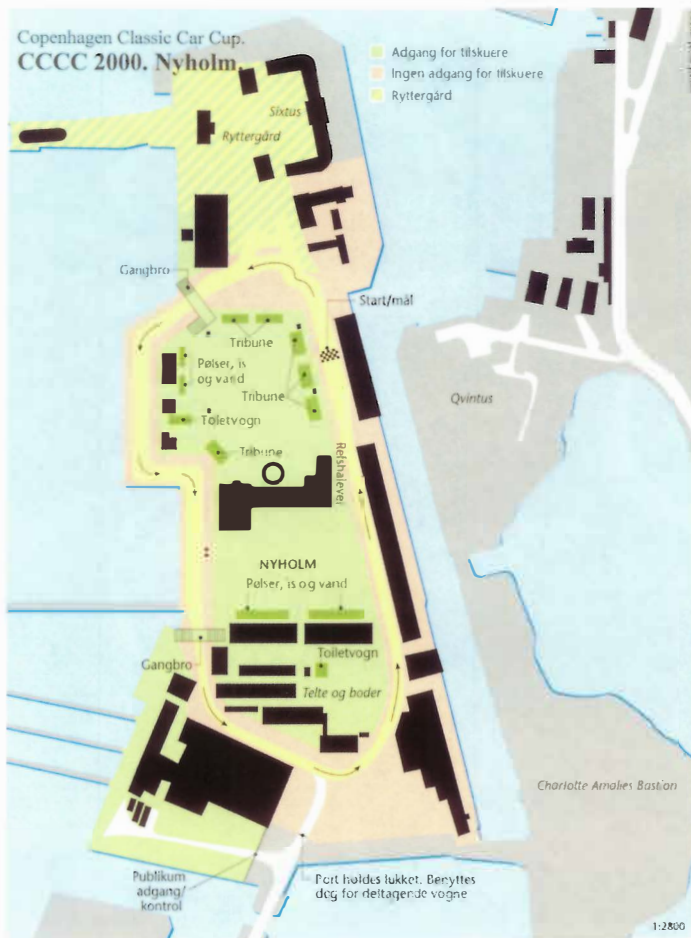 Copenhagen Classic Car Cup.
CCCC 2000. Nyholm.
Adgang for tilskuere
Ingen adgang for tilskuere
Ryttergård
Sixtus
Ryttergård
Gangbro
Start/mål
Tribune
Pølser, is
og vand
Tribune
Qvintus
Toletvogn
Tribune
Refshalevej
NYHOLM
Pølser, is og vand
Gangbro
Toiletvogn
Telte og boder
Charlotte Amalies Bastion
Publikum
adgang/
kontrol
Port holdes lukket. Benyttes
dog for deltagende vogne
1:2800